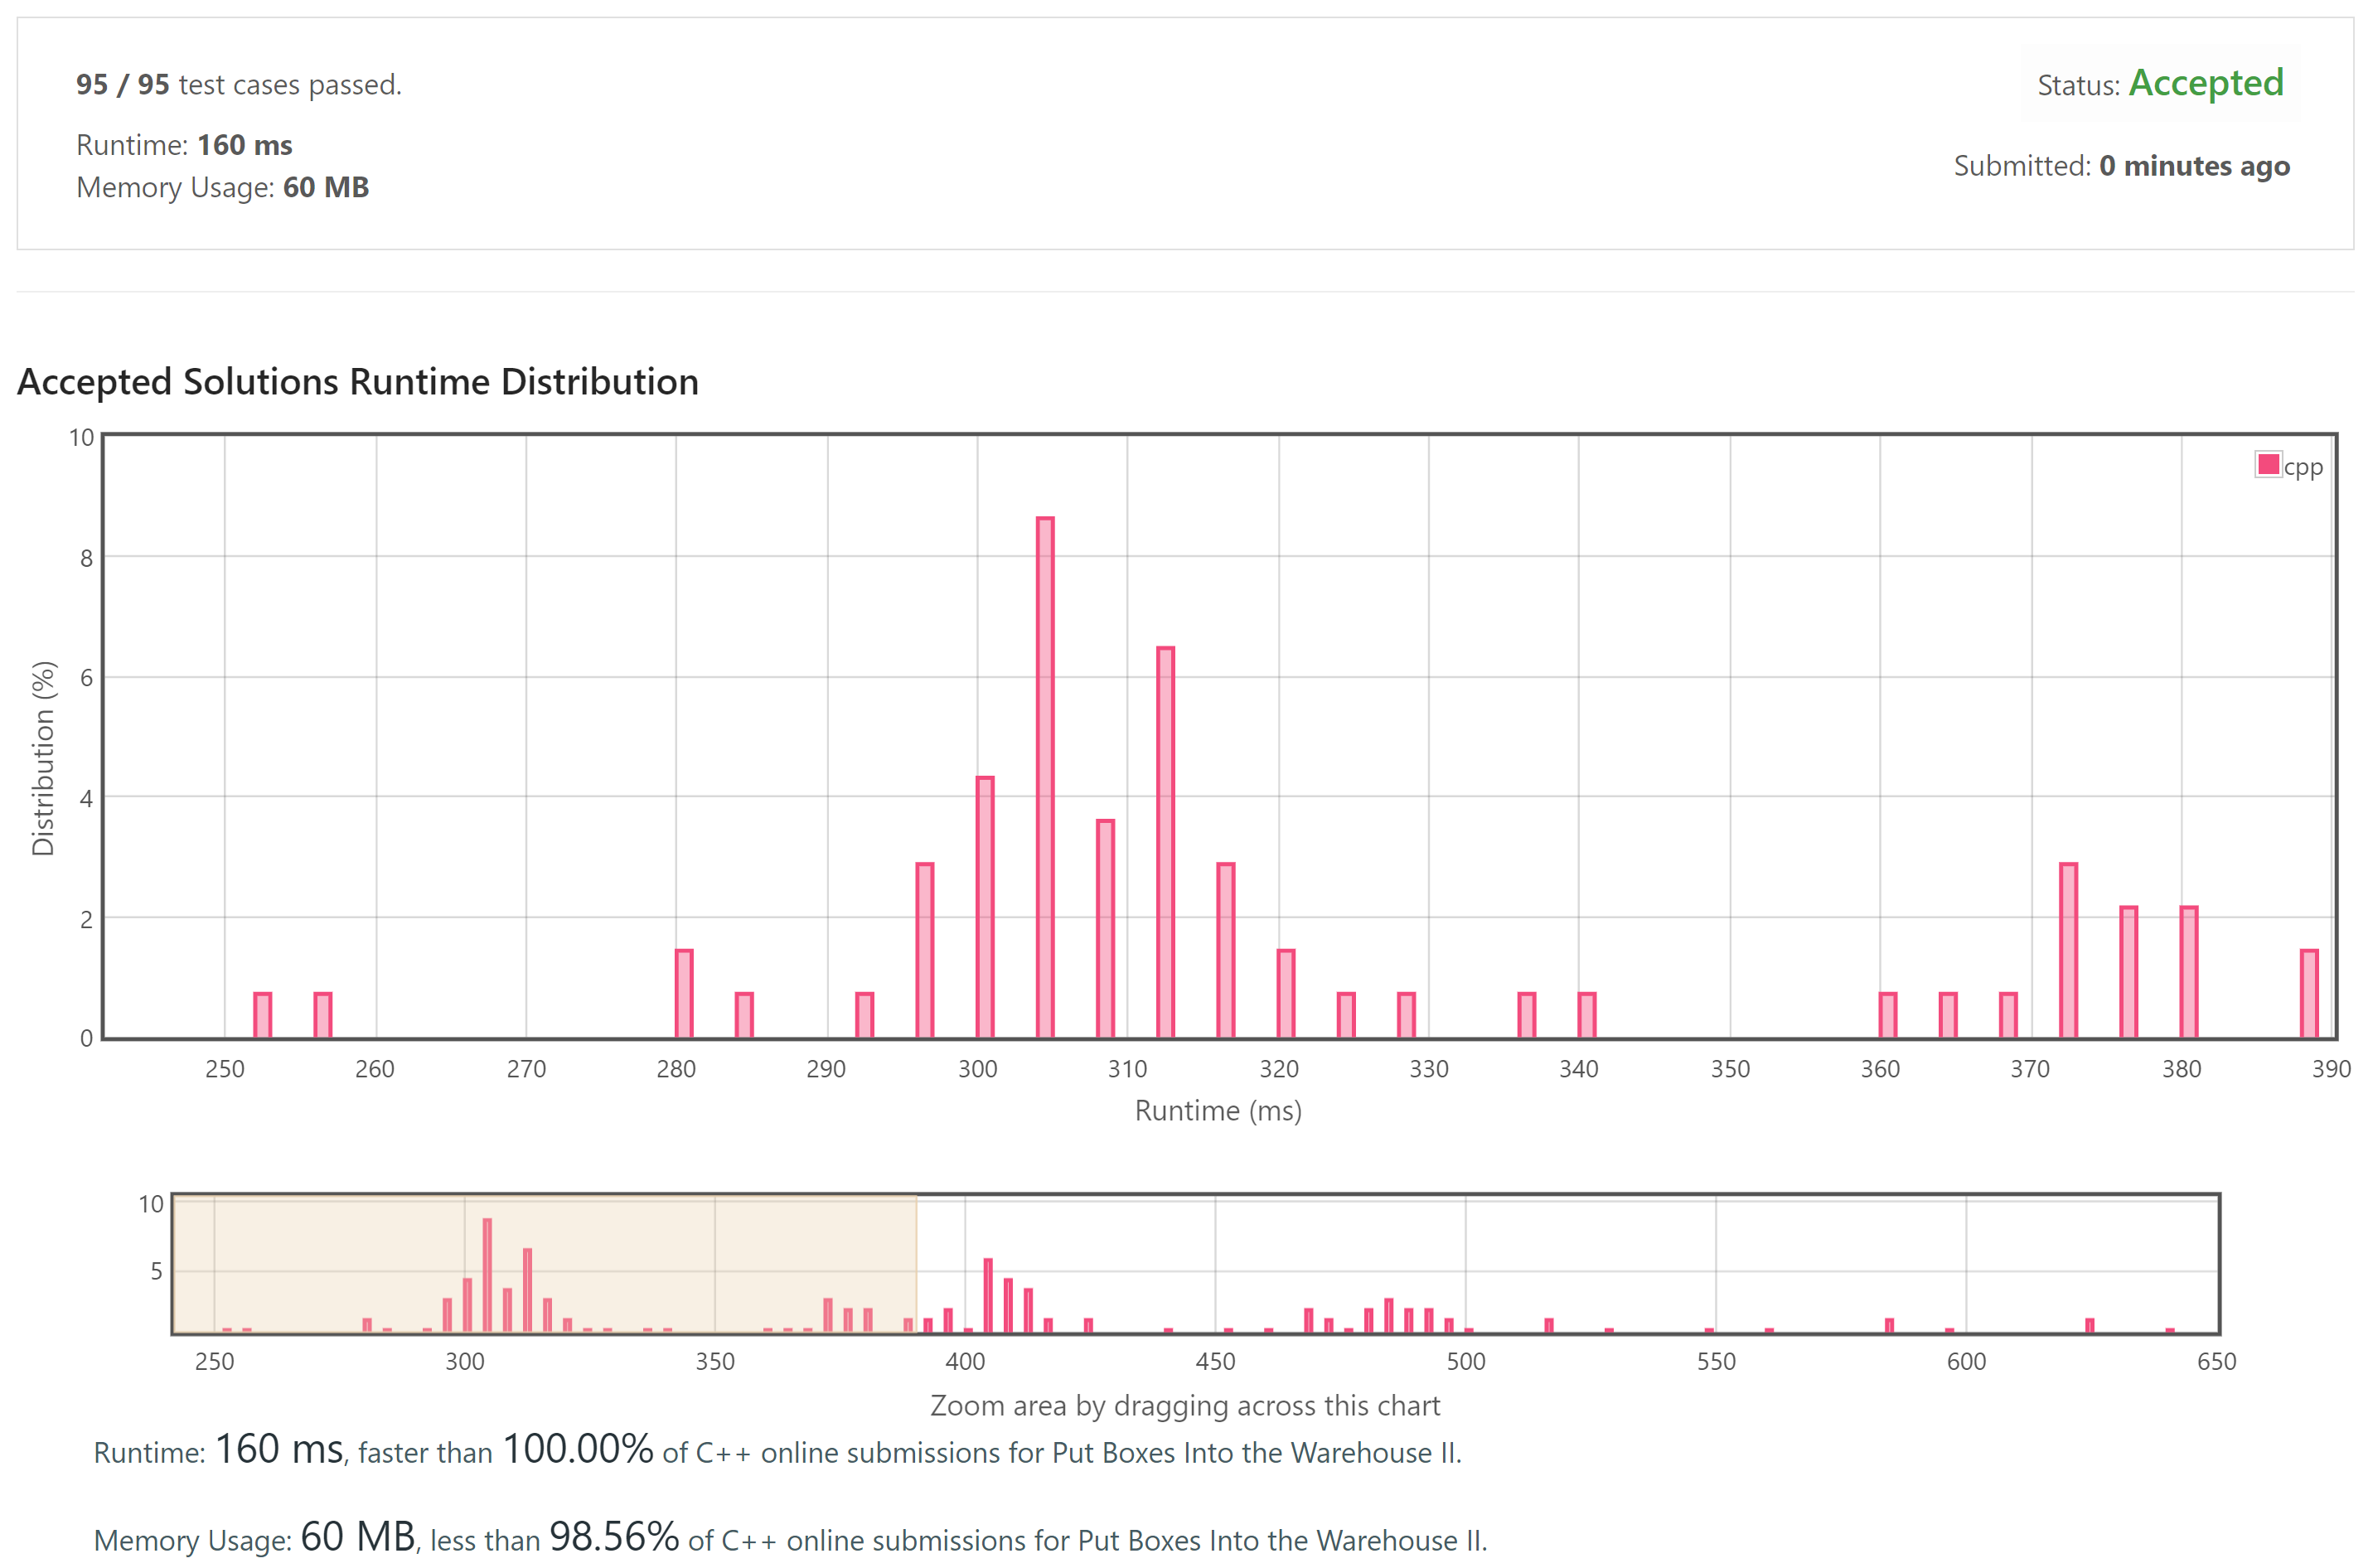 95 / 95 test cases passed.
Status: Accepted
Runtime: 160 ms
Submitted: 0 minutes ago
Memory Usage: 60 MB
Accepted Solutions Runtime Distribution
10
cpp
8
6
4
2
0
Distribution (%)
250 260 270 280 290 300 310 320 330 340 350 360 370 380 390
Runtime (ms)
10
5
250 300 350 400 450 500 550 600 650
Zoom area by dragging across this chart
Runtime: 160 ms, faster than 100.00% of C++ online submissions for Put Boxes Into the Warehouse II.
Memory Usage: 60 MB, less than 98.56% of C++ online submissions for Put Boxes Into the Warehouse II.